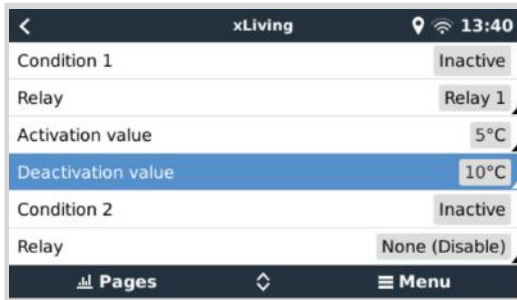 xLiving 13:40
Condition 1 Inactive
Relay Relay 1
Activation value 5°C
Deactivation value 10°C
Condition 2 Inactive
Relay None (Disable)
Pages Menu